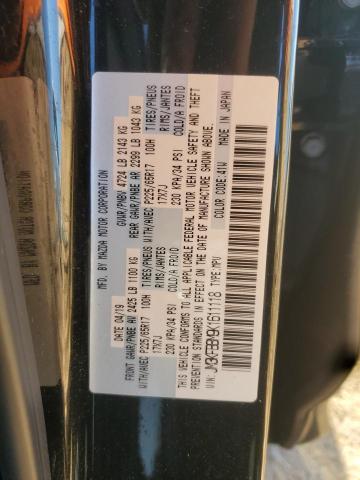 MFD. BY MAZDA MOTOR CORPORATION
DATE 04/19 GVWR/PNBV 4724 LB 2143 KG
FRONT GAWR/PNBE AV 2425 LB 1100 KG REAR GAWR/PNBE AR 2299 LB 1043 KG
WITH/AVEC P225/65R17 100H TIRES/PNEUS WITH/AVEC P225/65R17 100H TIRES/PNEUS
17X7J RIMS/JANTES 17X7J RIMS/JANTES
230 KPA/34 PSI COLD/A FROID 230 KPA/34 PSI COLD/A FROID
THIS VEHICLE CONFORMS TO ALL APPLICABLE FEDERAL MOTOR VEHICLE SAFETY AND THEFT
PREVENTION STANDARDS IN EFFECT ON THE DATE OF MANUFACTURE SHOWN ABOVE.
TYPE: MPU COLOR CODE: 41W MADE IN JAPAN